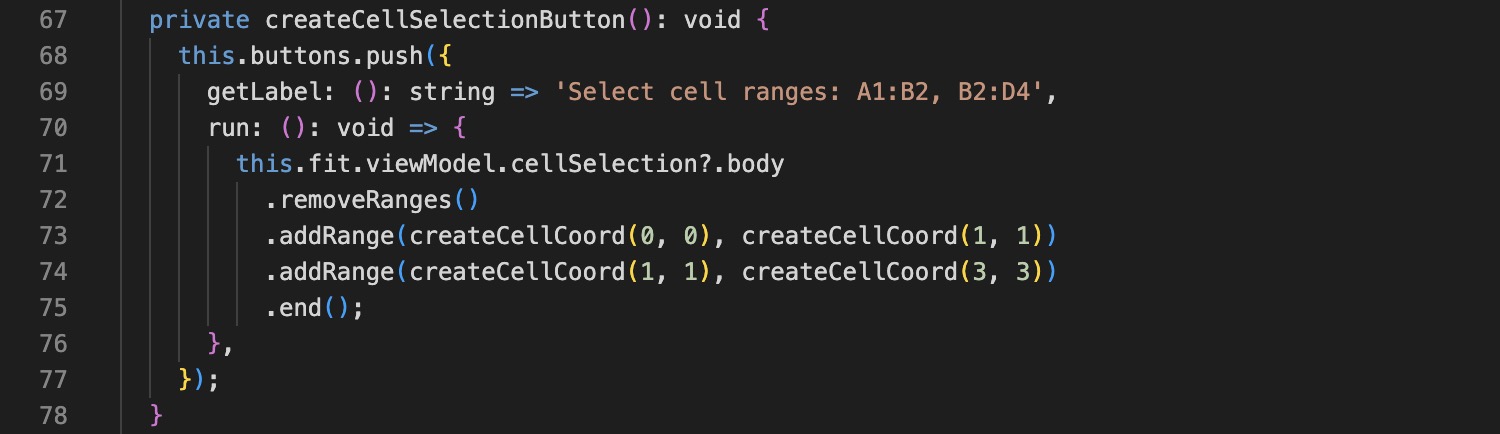 67 private createCellSelectionButton(): void {
68 this.buttons.push({
69 getLabel: (): string => 'Select cell ranges: A1:B2, B2:D4',
70 run: (): void => {
71 this.fit.viewModel.cellSelection?.body
72 .removeRanges()
73 .addRange(createCellCoord(0, 0), createCellCoord(1, 1))
74 .addRange(createCellCoord(1, 1), createCellCoord(3, 3))
75 .end();
76 },
77 });
78 }